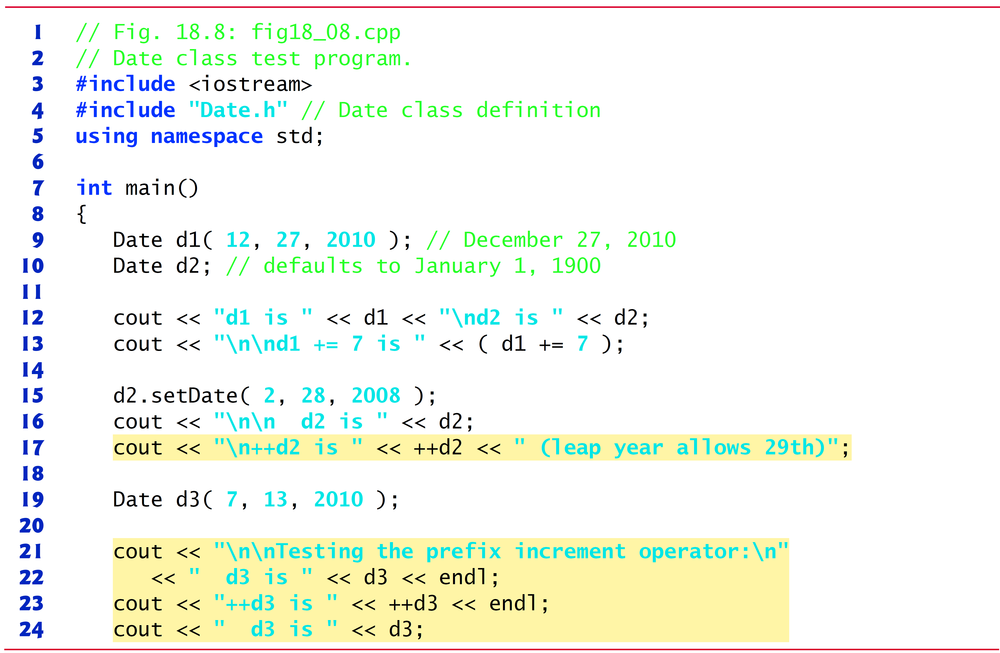 1 // Fig. 18.8: fig18_08.cpp
2 // Date class test program.
3 #include <iostream>
4 #include "Date.h" // Date class definition
5 using namespace std;
6
7 int main()
8 {
9    Date d1( 12, 27, 2010 ); // December 27, 2010
10    Date d2; // defaults to January 1, 1900
11
12    cout << "d1 is " << d1 << "\nd2 is " << d2;
13    cout << "\n\nd1 += 7 is " << ( d1 += 7 );
14
15    d2.setDate( 2, 28, 2008 );
16    cout << "\n\n  d2 is " << d2;
17    cout << "\n++d2 is " << ++d2 << " (leap year allows 29th)";
18
19    Date d3( 7, 13, 2010 );
20
21    cout << "\n\nTesting the prefix increment operator:\n"
22       << "  d3 is " << d3 << endl;
23    cout << "++d3 is " << ++d3 << endl;
24    cout << "  d3 is " << d3;